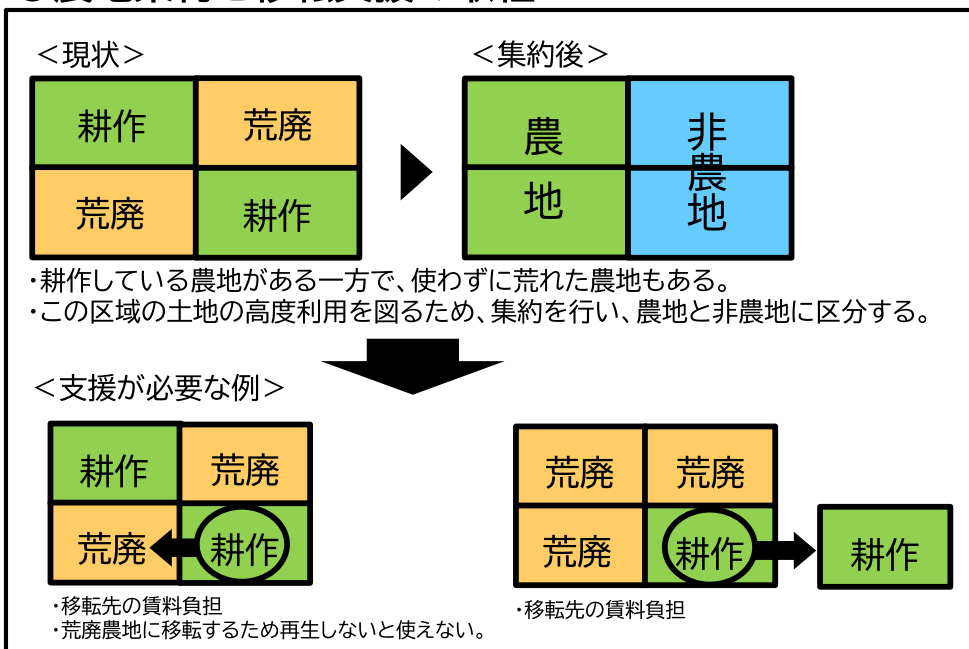 <現状>
<集約後>
耕作
荒廃
荒廃
耕作
農地
非農地
・耕作している農地がある一方で、使わずに荒れた農地もある。
・この区域の土地の高度利用を図るため、集約を行い、農地と非農地に区分する。
<支援が必要な例>
耕作
荒廃
荒廃
耕作
・移転先の賃料負担
・荒廃農地に移転するため再生しないと使えない。
荒廃
荒廃
荒廃
耕作
耕作
・移転先の賃料負担